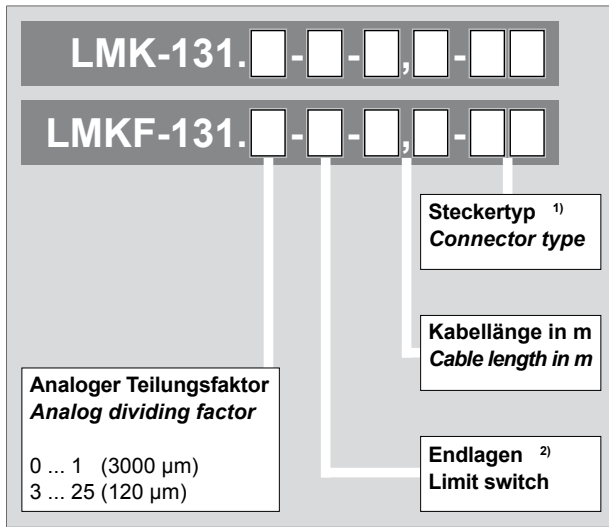 LMK-131. - - , -
LMKF-131. - - , -
Steckertyp 1)
Connector type
Kabellänge in m
Cable length in m
Analoger Teilungsfaktor
Analog dividing factor
0 ... 1 (3000 µm)
3 ... 25 (120 µm)
Endlagen 2)
Limit switch